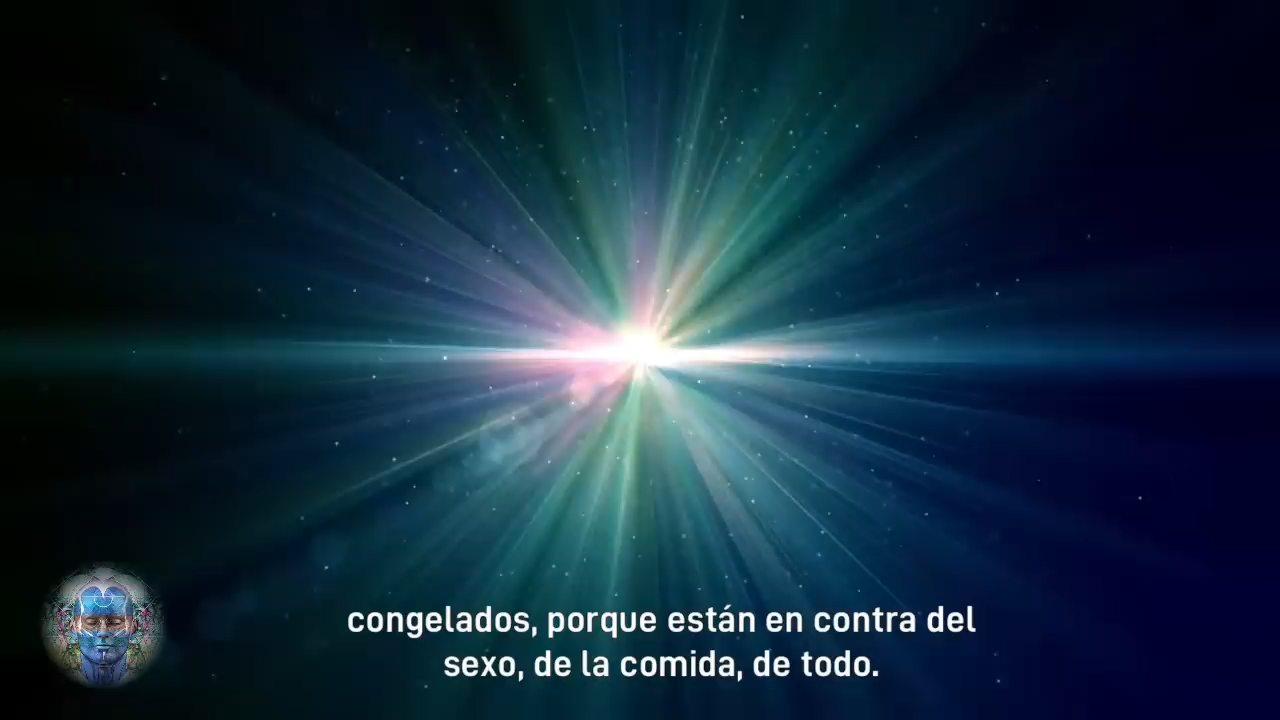 congelados, porque están en contra del
sexo, de la comida, de todo.